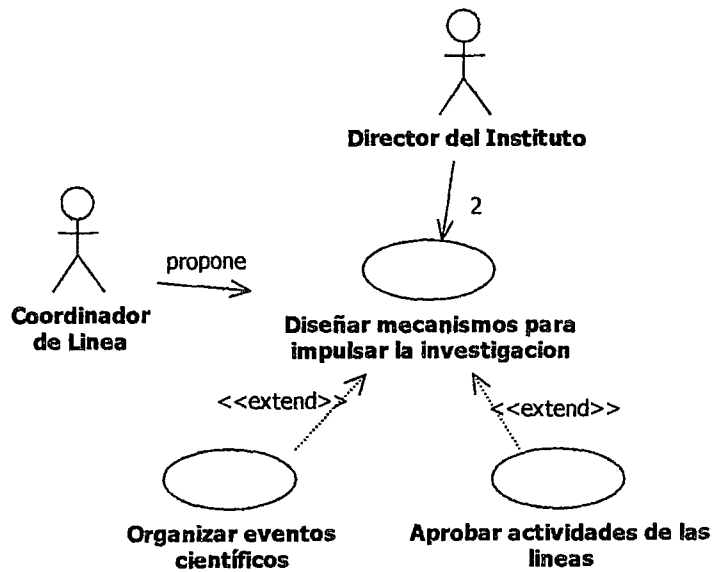 Director del Instituto
2
propone
Coordinador
de Linea
Diseñar mecanismos para
impulsar la investigacion
<<extend>>
<<extend>>
Organizar eventos
científicos
Aprobar actividades de las
lineas